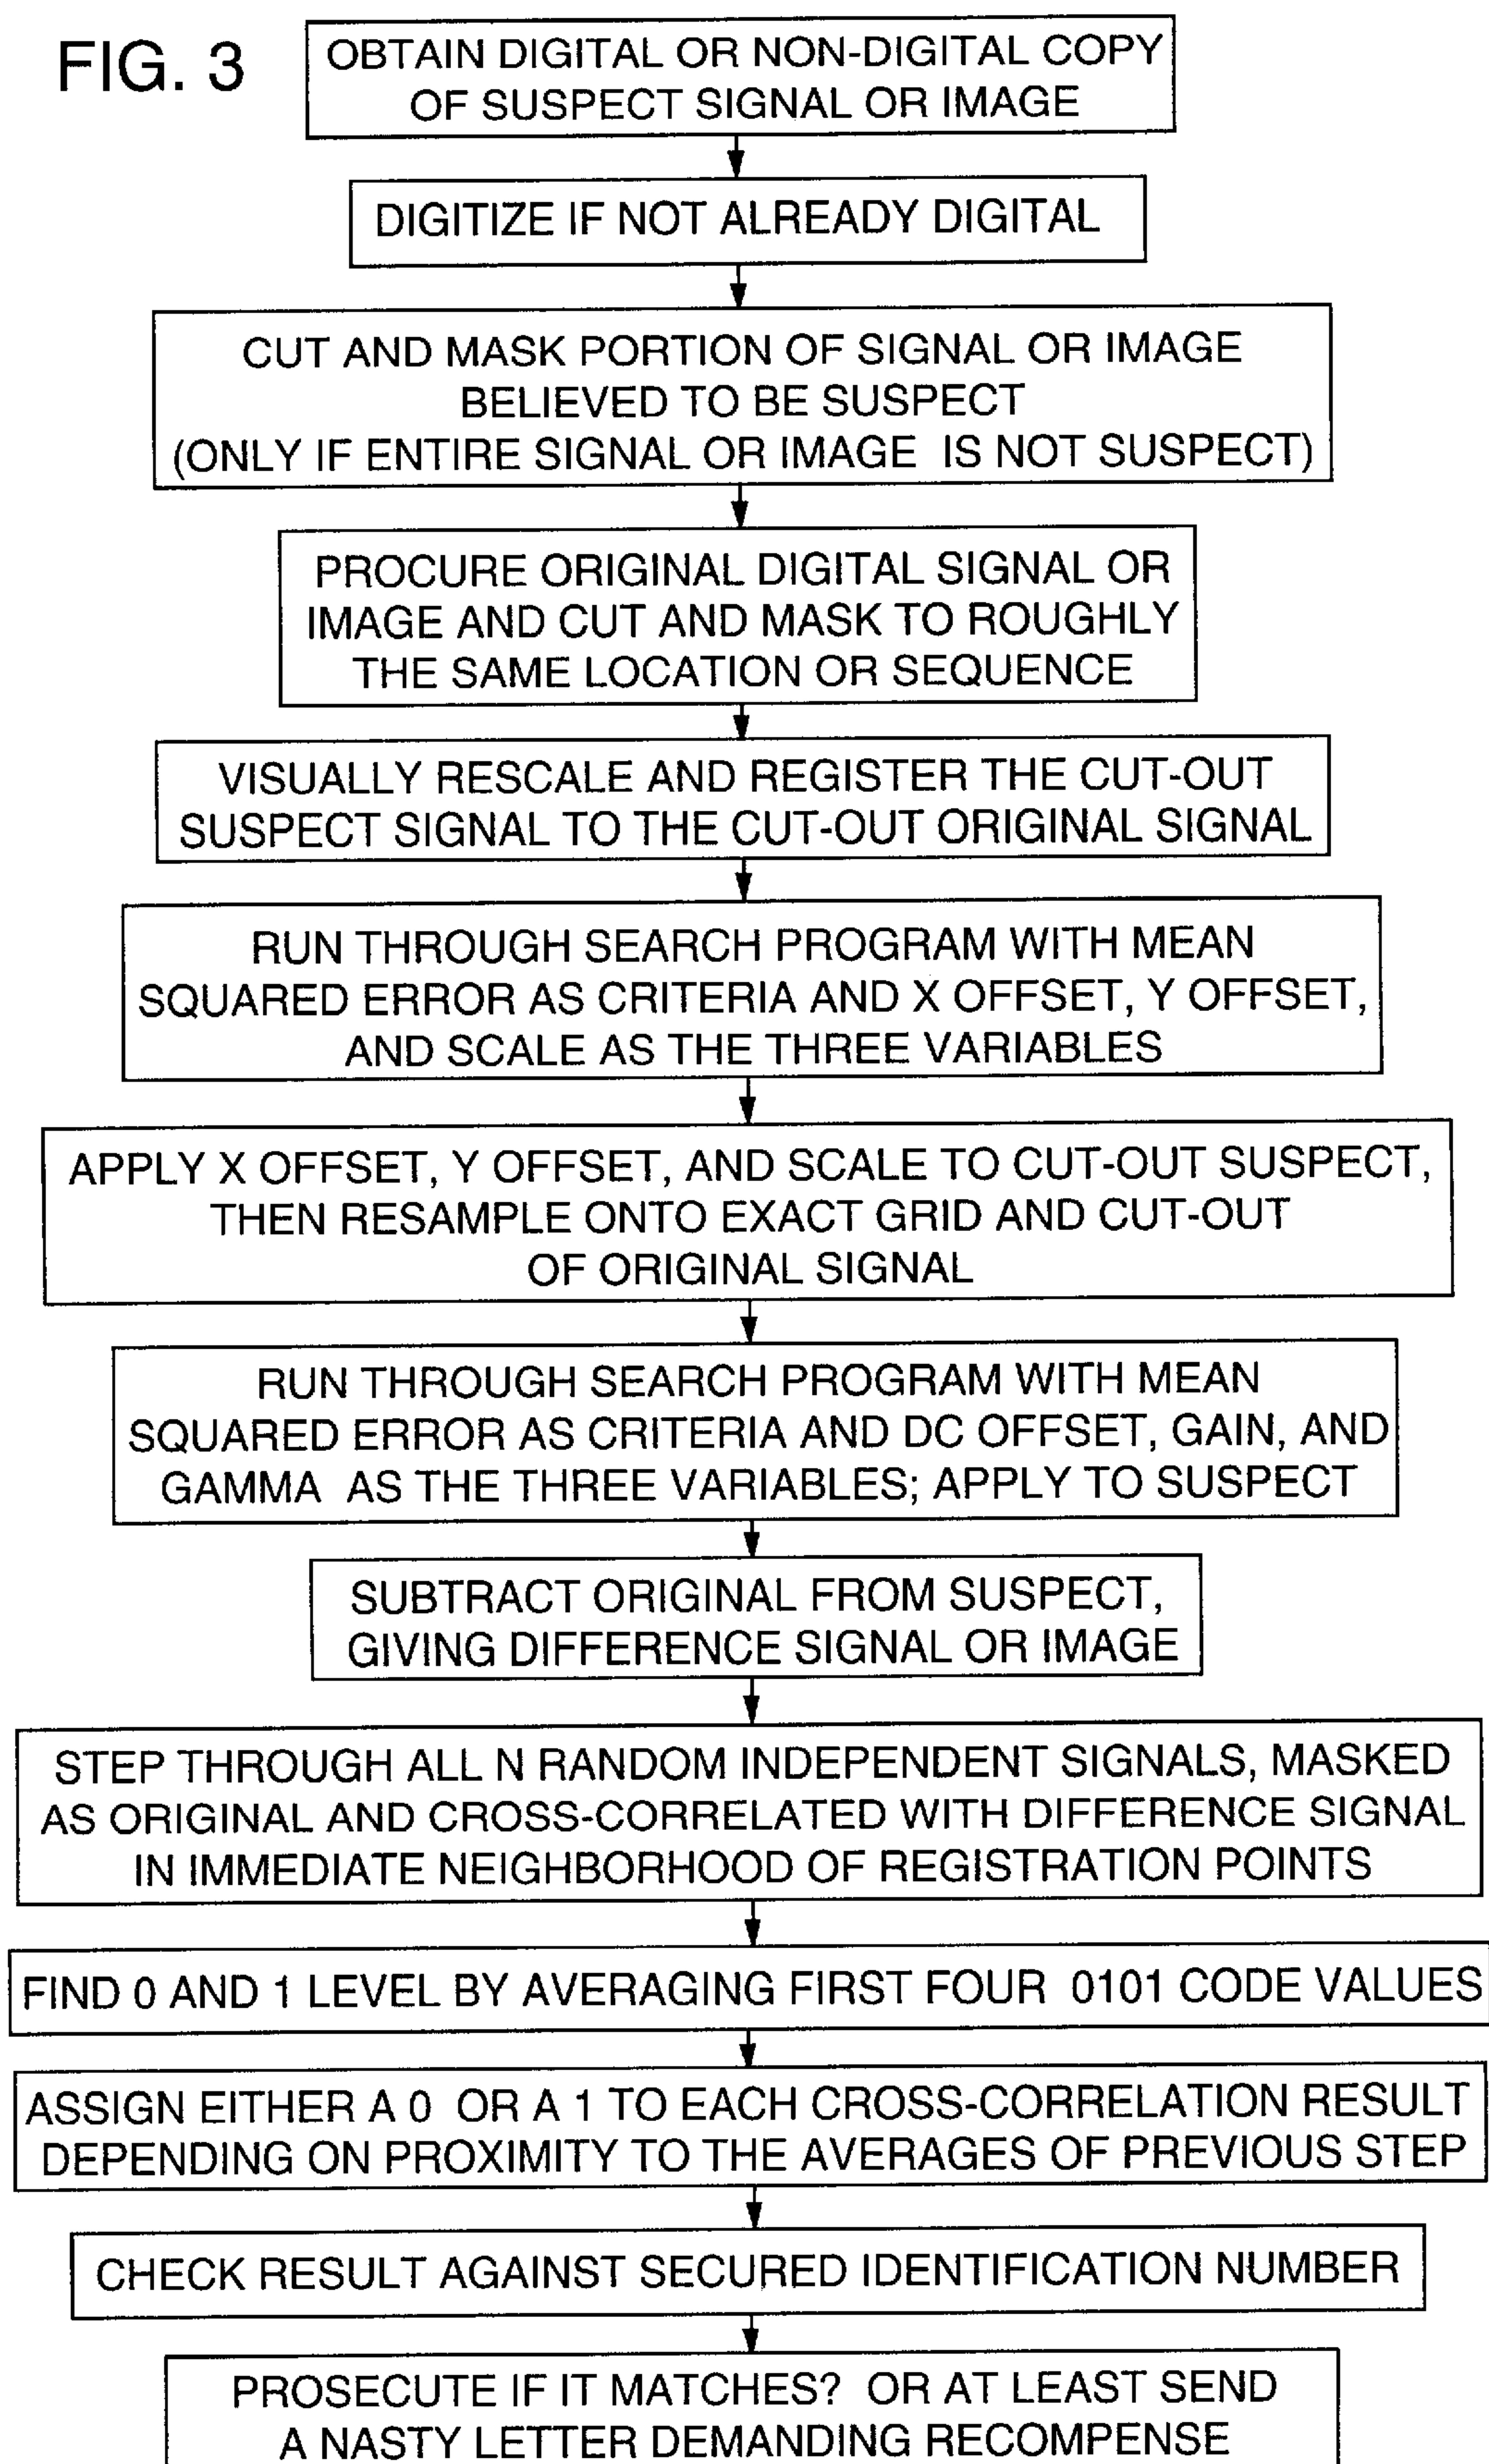 FIG. 3
OBTAIN DIGITAL OR NON-DIGITAL COPY
OF SUSPECT SIGNAL OR IMAGE
DIGITIZE IF NOT ALREADY DIGITAL
CUT AND MASK PORTION OF SIGNAL OR IMAGE
BELIEVED TO BE SUSPECT
(ONLY IF ENTIRE SIGNAL OR IMAGE IS NOT SUSPECT)
PROCURE ORIGINAL DIGITAL SIGNAL OR
IMAGE AND CUT AND MASK TO ROUGHLY
THE SAME LOCATION OR SEQUENCE
VISUALLY RESCALE AND REGISTER THE CUT-OUT
SUSPECT SIGNAL TO THE CUT-OUT ORIGINAL SIGNAL
RUN THROUGH SEARCH PROGRAM WITH MEAN
SQUARED ERROR AS CRITERIA AND X OFFSET, Y OFFSET,
AND SCALE AS THE THREE VARIABLES
APPLY X OFFSET, Y OFFSET, AND SCALE TO CUT-OUT SUSPECT,
THEN RESAMPLE ONTO EXACT GRID AND CUT-OUT
OF ORIGINAL SIGNAL
RUN THROUGH SEARCH PROGRAM WITH MEAN
SQUARED ERROR AS CRITERIA AND DC OFFSET, GAIN, AND
GAMMA AS THE THREE VARIABLES; APPLY TO SUSPECT
SUBTRACT ORIGINAL FROM SUSPECT,
GIVING DIFFERENCE SIGNAL OR IMAGE
STEP THROUGH ALL N RANDOM INDEPENDENT SIGNALS, MASKED
AS ORIGINAL AND CROSS-CORRELATED WITH DIFFERENCE SIGNAL
IN IMMEDIATE NEIGHBORHOOD OF REGISTRATION POINTS
FIND 0 AND 1 LEVEL BY AVERAGING FIRST FOUR 0101 CODE VALUES
ASSIGN EITHER A 0 OR A 1 TO EACH CROSS-CORRELATION RESULT
DEPENDING ON PROXIMITY TO THE AVERAGES OF PREVIOUS STEP
CHECK RESULT AGAINST SECURED IDENTIFICATION NUMBER
PROSECUTE IF IT MATCHES? OR AT LEAST SEND
A NASTY LETTER DEMANDING RECOMPENSE